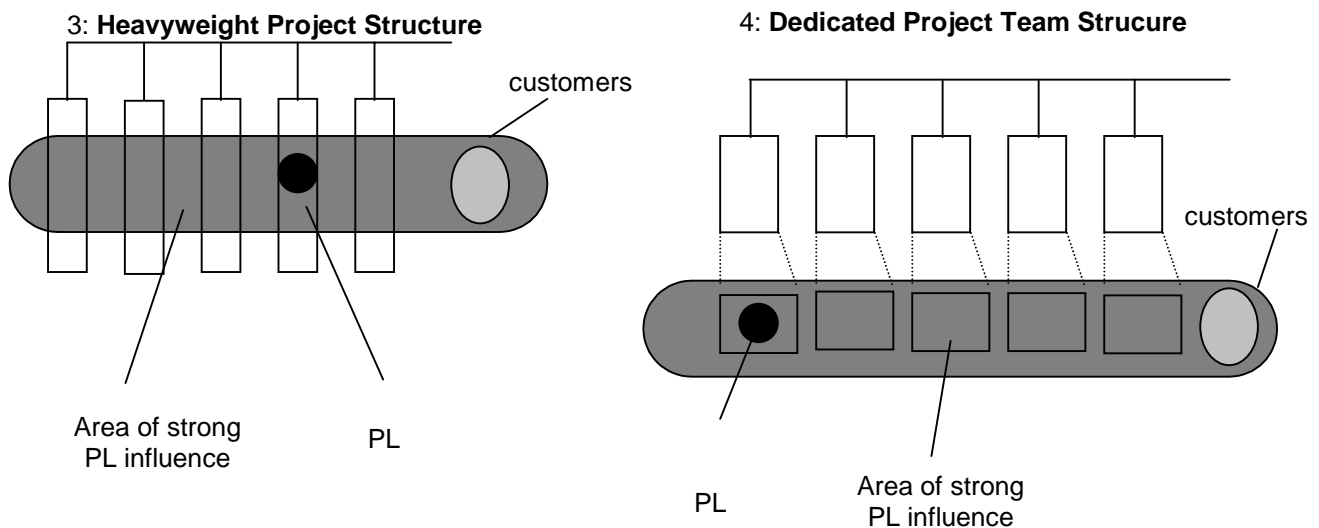 3: Heavyweight Project Structure
customers
Area of strong
PL influence
PL
4: Dedicated Project Team Strucure
customers
PL
Area of strong
PL influence